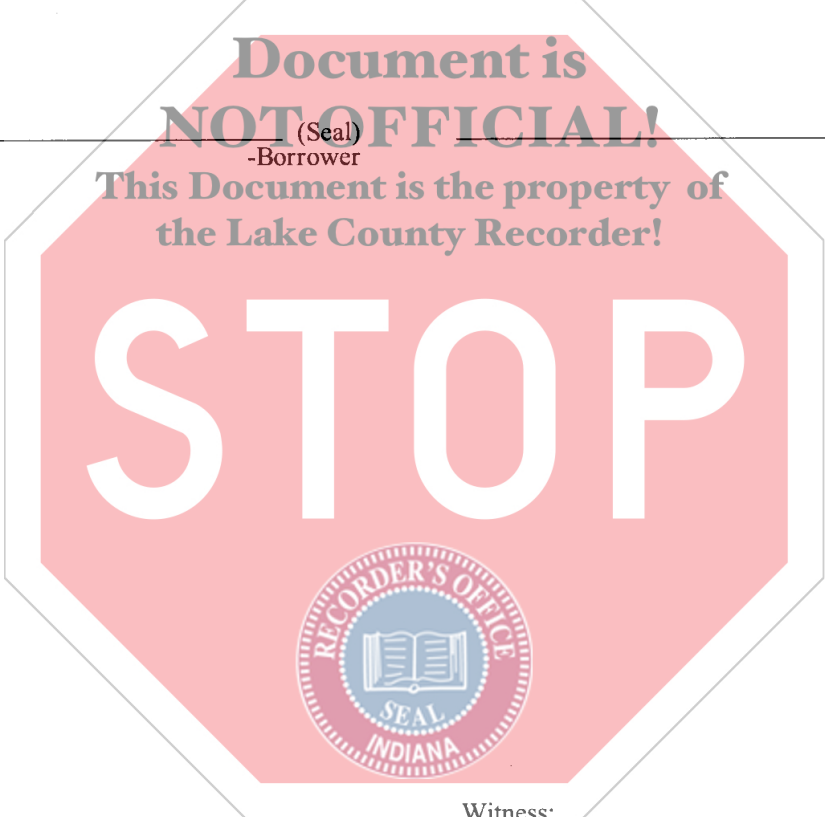 Document is
NOT OFFICIAL!
(Seal)
-Borrower
This Document is the property of
the Lake County Recorder!
STOP
RECORDER'S OFFICE
SEAL
INDIANA
Witness: